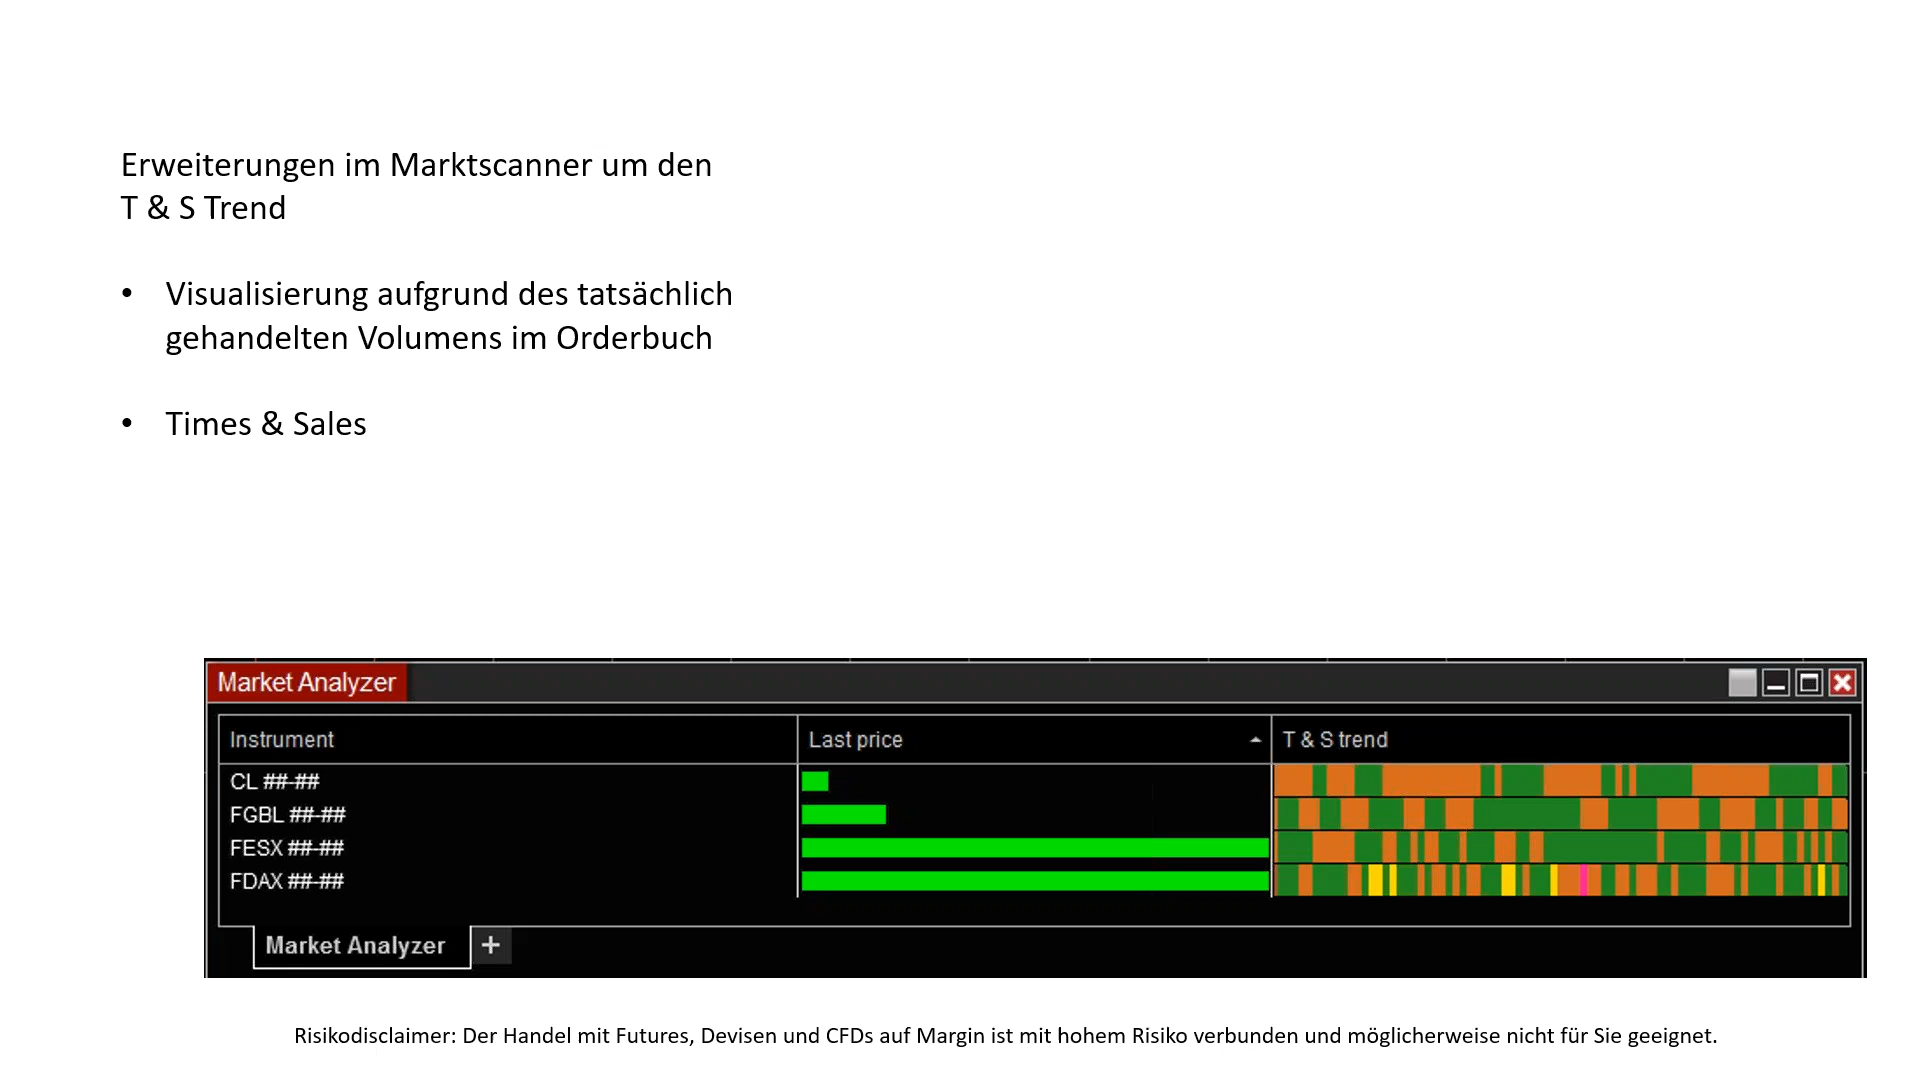 Erweiterungen im Marktscanner um den
T & S Trend
• Visualisierung aufgrund des tatsächlich
gehandelten Volumens im Orderbuch
• Times & Sales
Market Analyzer
Instrument Last price T & S trend
CL ##-##
FGBL ##-##
FESX ##-##
FDAX ##-##
Market Analyzer +
Risikodisclaimer: Der Handel mit Futures, Devisen und CFDs auf Margin ist mit hohem Risiko verbunden und möglicherweise nicht für Sie geeignet.